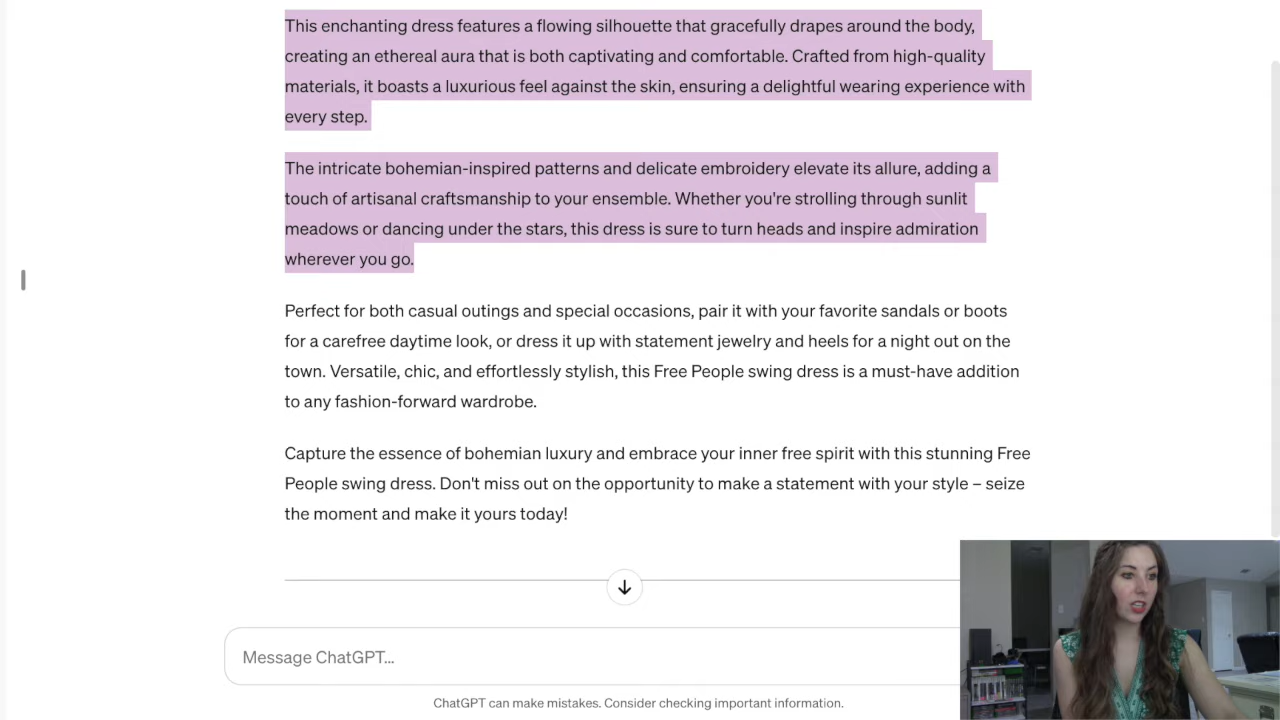 This enchanting dress features a flowing silhouette that gracefully drapes around the body,
creating an ethereal aura that is both captivating and comfortable. Crafted from high-quality
materials, it boasts a luxurious feel against the skin, ensuring a delightful wearing experience with
every step.
The intricate bohemian-inspired patterns and delicate embroidery elevate its allure, adding a
touch of artisanal craftsmanship to your ensemble. Whether you're strolling through sunlit
meadows or dancing under the stars, this dress is sure to turn heads and inspire admiration
wherever you go.
Perfect for both casual outings and special occasions, pair it with your favorite sandals or boots
for a carefree daytime look, or dress it up with statement jewelry and heels for a night out on the
town. Versatile, chic, and effortlessly stylish, this Free People swing dress is a must-have addition
to any fashion-forward wardrobe.
Capture the essence of bohemian luxury and embrace your inner free spirit with this stunning Free
People swing dress. Don't miss out on the opportunity to make a statement with your style – seize
the moment and make it yours today!
Message ChatGPT...
ChatGPT can make mistakes. Consider checking important information.